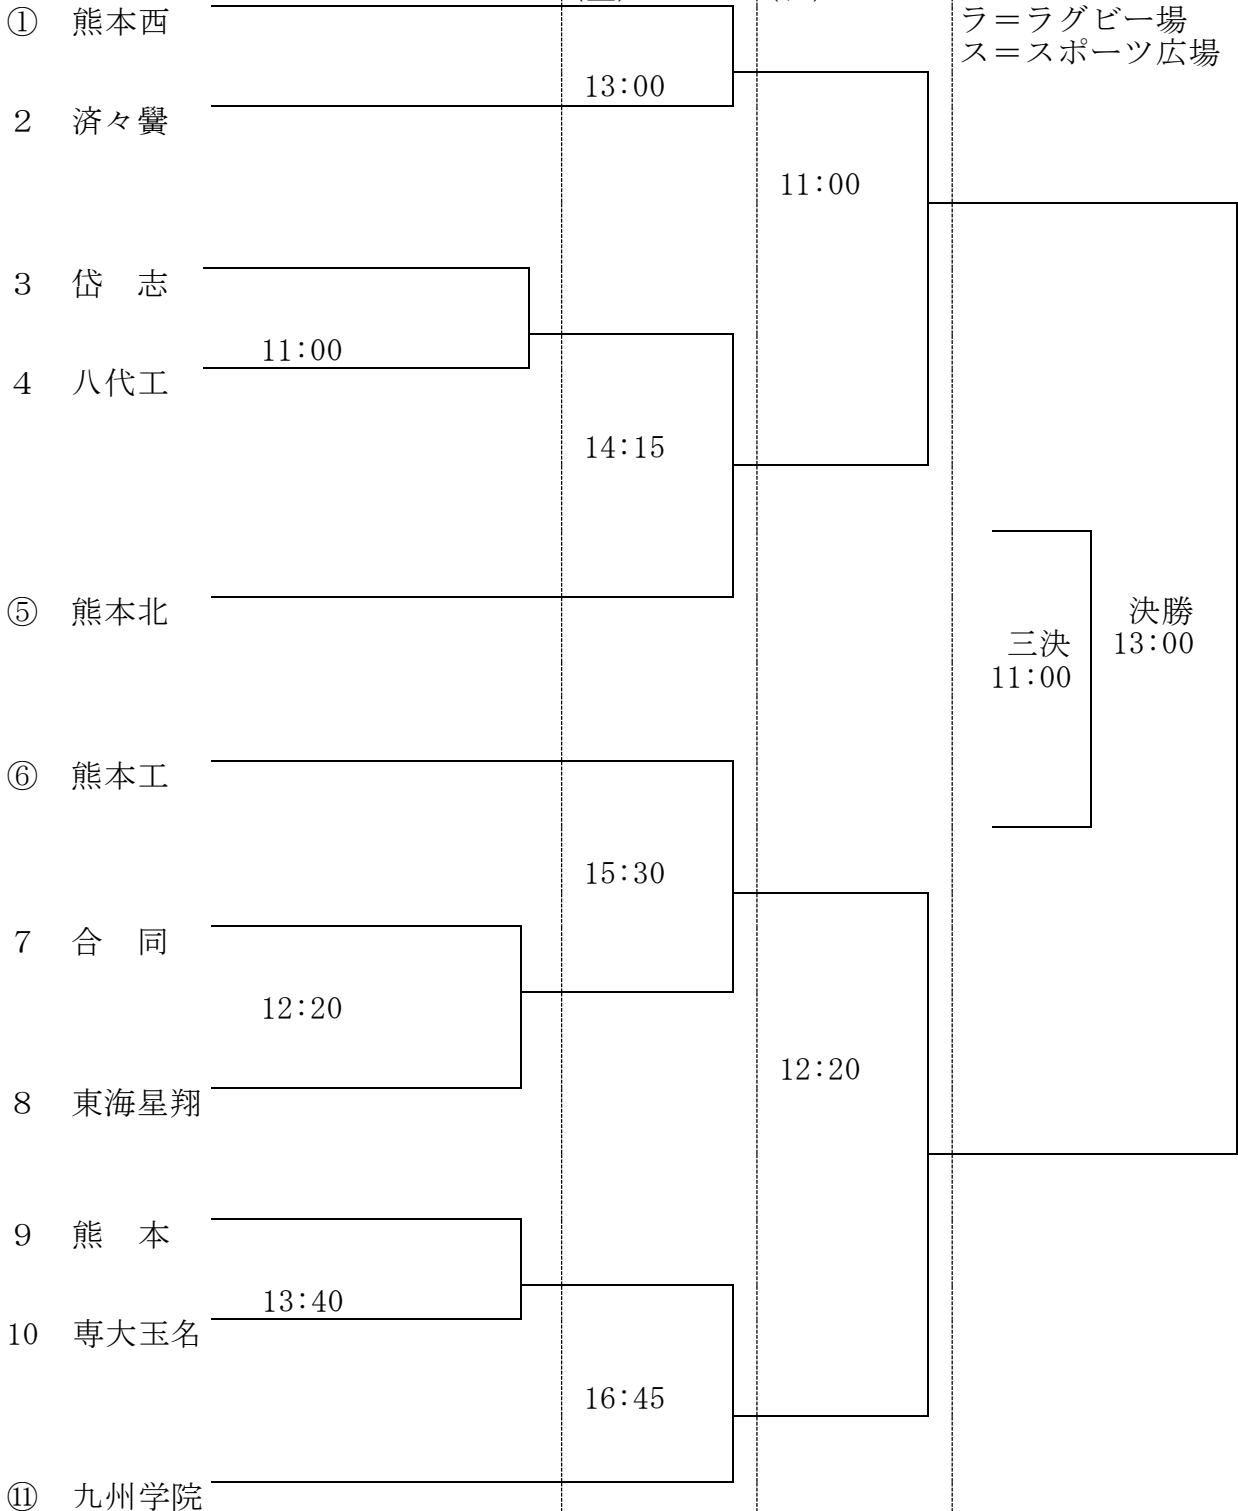 ラ＝ラグビー場
ス＝スポーツ広場
① 熊本西
13:00
2 済々黌
11:00
3 岱 志
11:00
4 八代工
14:15
⑤ 熊本北
決勝
13:00
三決
11:00
⑥ 熊本工
15:30
7 合 同
12:20
8 東海星翔
12:20
9 熊 本
13:40
10 専大玉名
16:45
⑪ 九州学院